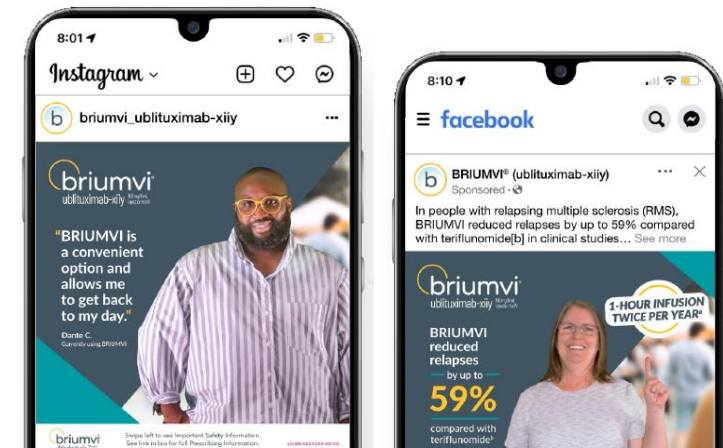 8:01
Instagram
b briumvi_ublituximab-xiiy
briumvi
ublituximab-xiiy
"BRIUMVI is
a convenient
option and
allows me
to get back
to my day."
Dante C.
Currently using BRIUMVI
briumvi
Swipe left to see Important Safety Information.
See link in bio for full Prescribing Information.
8:10
facebook
b BRIUMVI® (ublituximab-xiiy)
Sponsored
In people with relapsing multiple sclerosis (RMS),
BRIUMVI reduced relapses by up to 59% compared
with teriflunomide[b] in clinical studies… See more
briumvi
ublituximab-xiiy
1-HOUR INFUSION
TWICE PER YEARa
BRIUMVI
reduced
relapses
by up to
59%
compared with
teriflunomideb